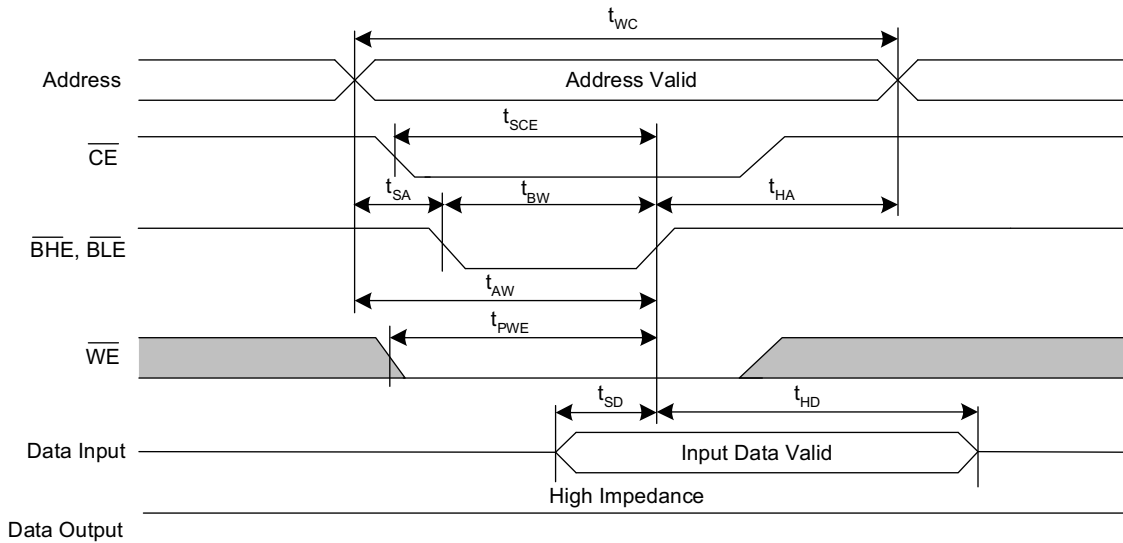 tWC
Address
Address Valid
tSCE
CE
tSA
tBW
tHA
BHE, BLE
tAW
tPWE
WE
tSD
tHD
Data Input
Input Data Valid
High Impedance
Data Output